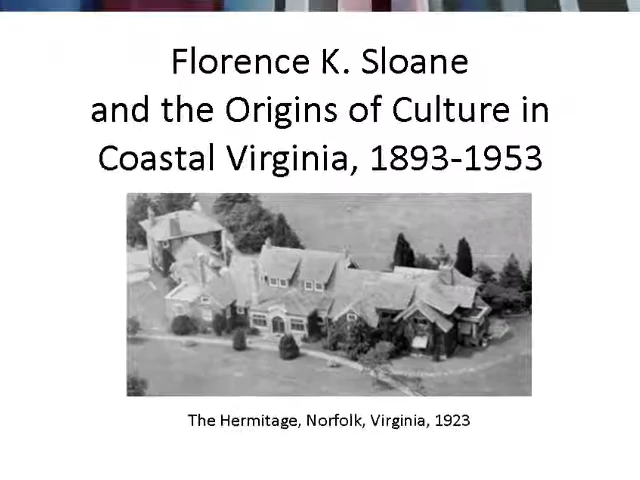 Florence K. Sloane
and the Origins of Culture in
Coastal Virginia, 1893-1953
The Hermitage, Norfolk, Virginia, 1923